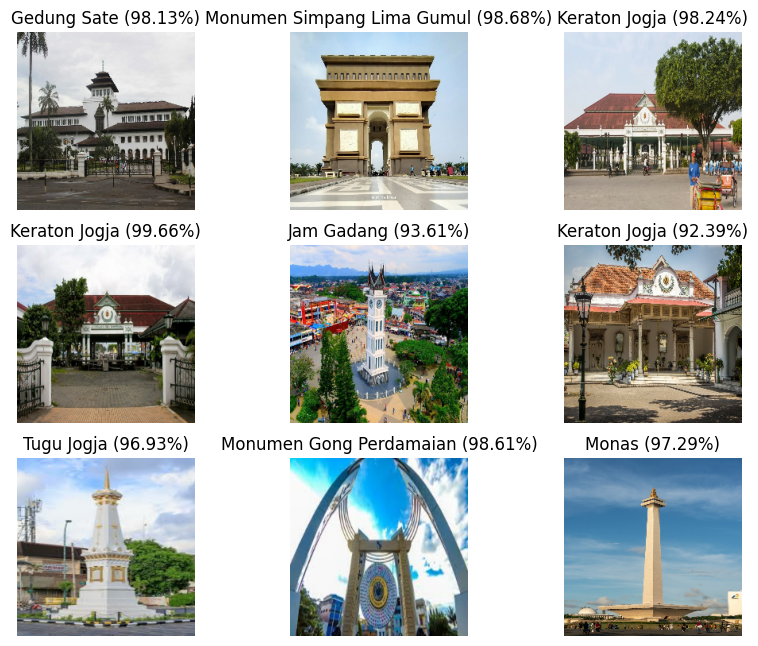 Gedung Sate (98.13%) Monumen Simpang Lima Gumul (98.68%) Keraton Jogja (98.24%)
Keraton Jogja (99.66%) Jam Gadang (93.61%) Keraton Jogja (92.39%)
Tugu Jogja (96.93%) Monumen Gong Perdamaian (98.61%) Monas (97.29%)